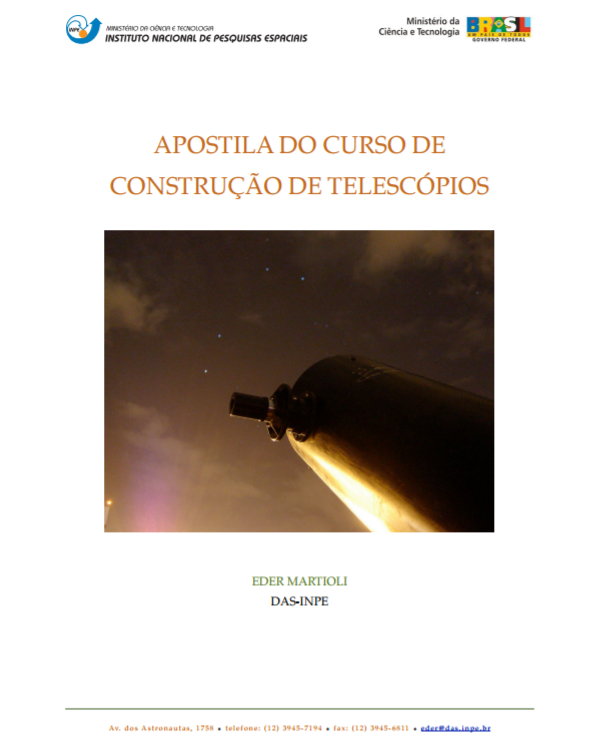 INPE
MINISTÉRIO DA CIÊNCIA E TECNOLOGIA
INSTITUTO NACIONAL DE PESQUISAS ESPACIAIS
Ministério da
Ciência e Tecnologia
BRASIL
UM PAÍS DE TODOS
GOVERNO FEDERAL
APOSTILA DO CURSO DE
CONSTRUÇÃO DE TELESCÓPIOS
EDER MARTIOLI
DAS-INPE
Av. dos Astronautas, 1758 • telefone: (12) 3945-7194 • fax: (12) 3945-6811 • eder@das.inpe.br